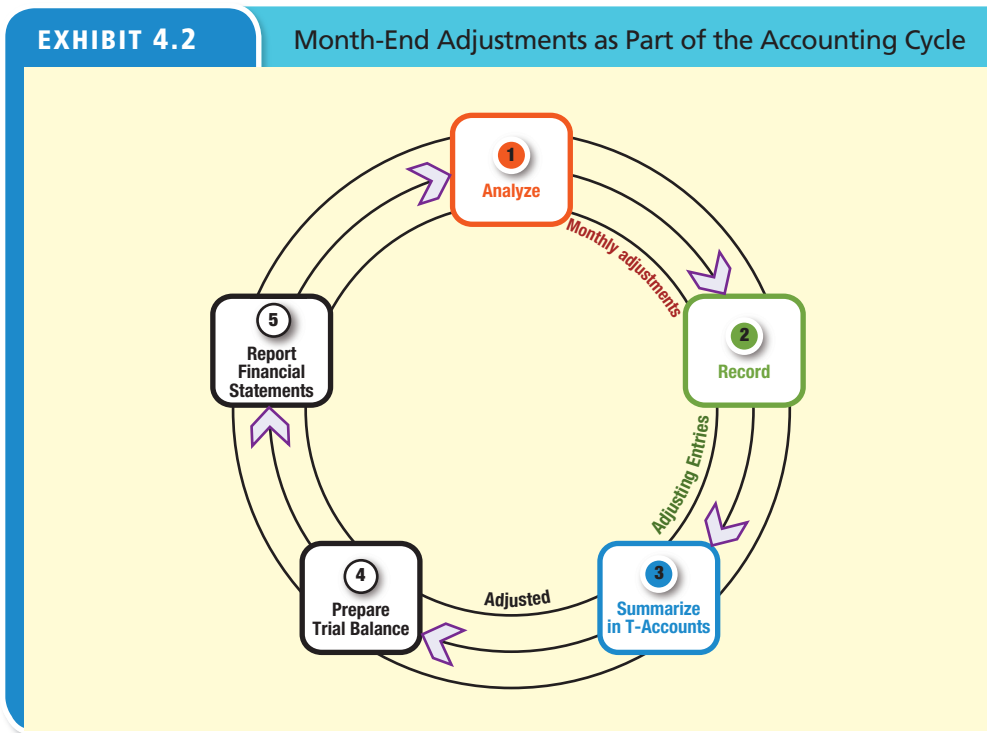 EXHIBIT 4.2
Month-End Adjustments as Part of the Accounting Cycle
1
Analyze
Monthly adjustments
2
Record
Adjusting Entries
3
Summarize
in T-Accounts
Adjusted
4
Prepare
Trial Balance
5
Report
Financial
Statements